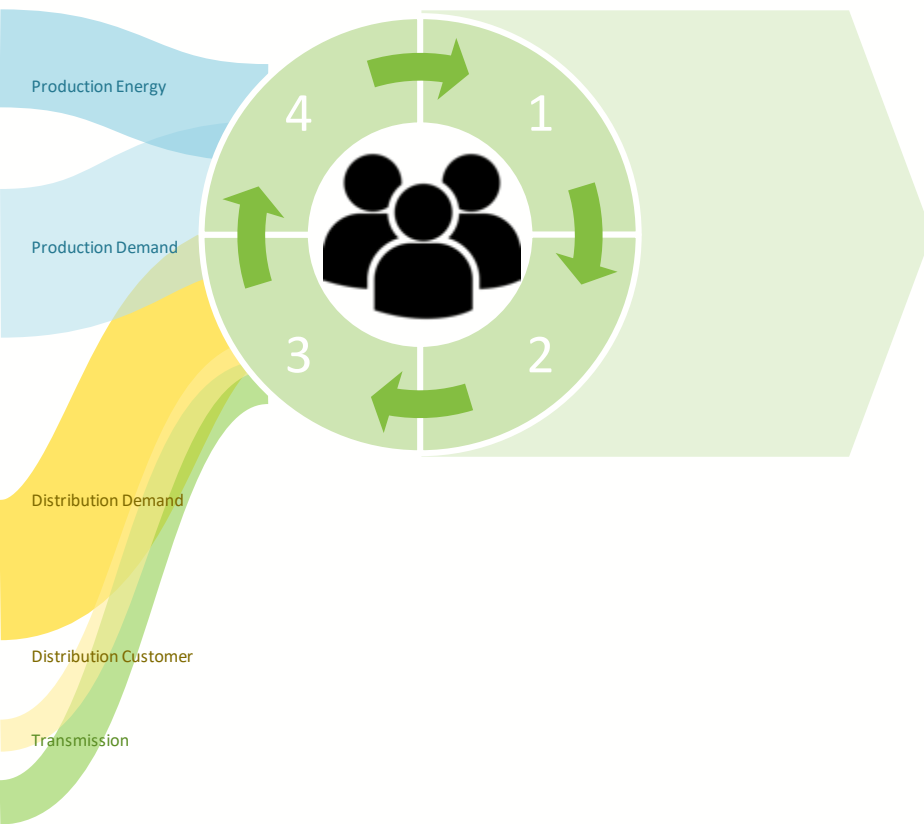 Production Energy
4
1
Production Demand
3
2
Distribution Demand
Distribution Customer
Transmission